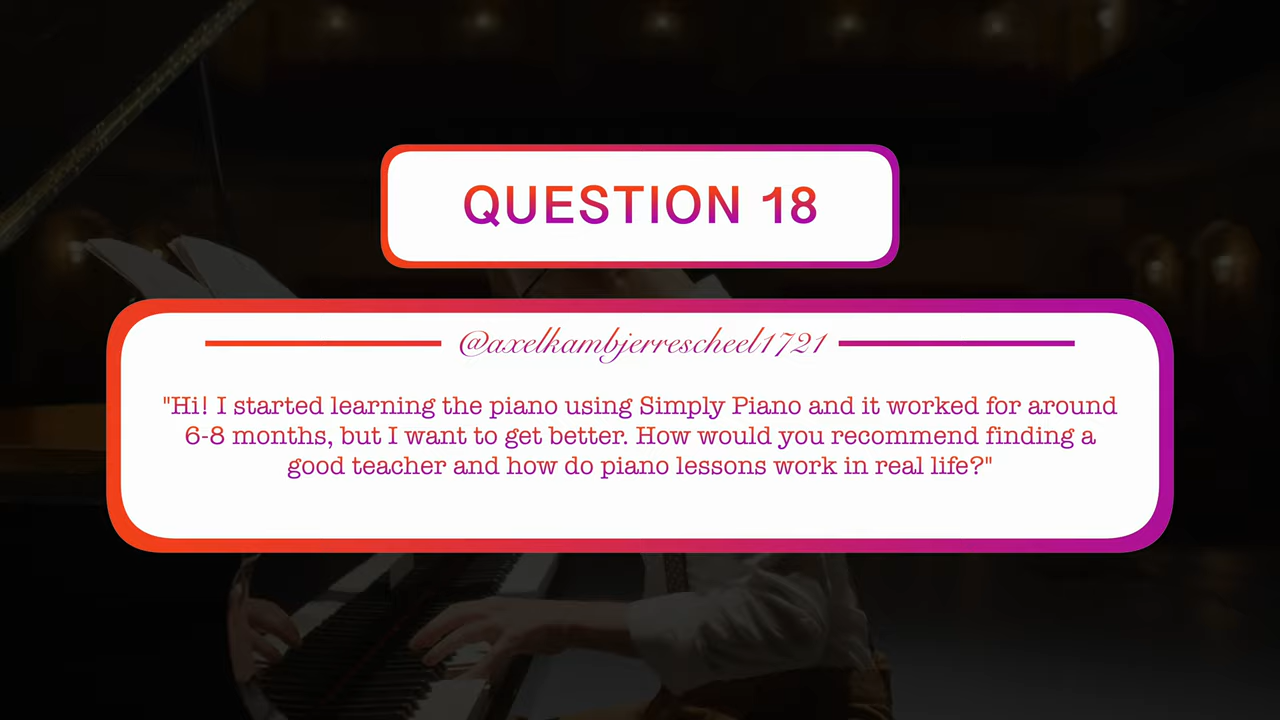 QUESTION 18
@axelkambjerrescheel1721
"Hi! I started learning the piano using Simply Piano and it worked for around
6-8 months, but I want to get better. How would you recommend finding a
good teacher and how do piano lessons work in real life?"